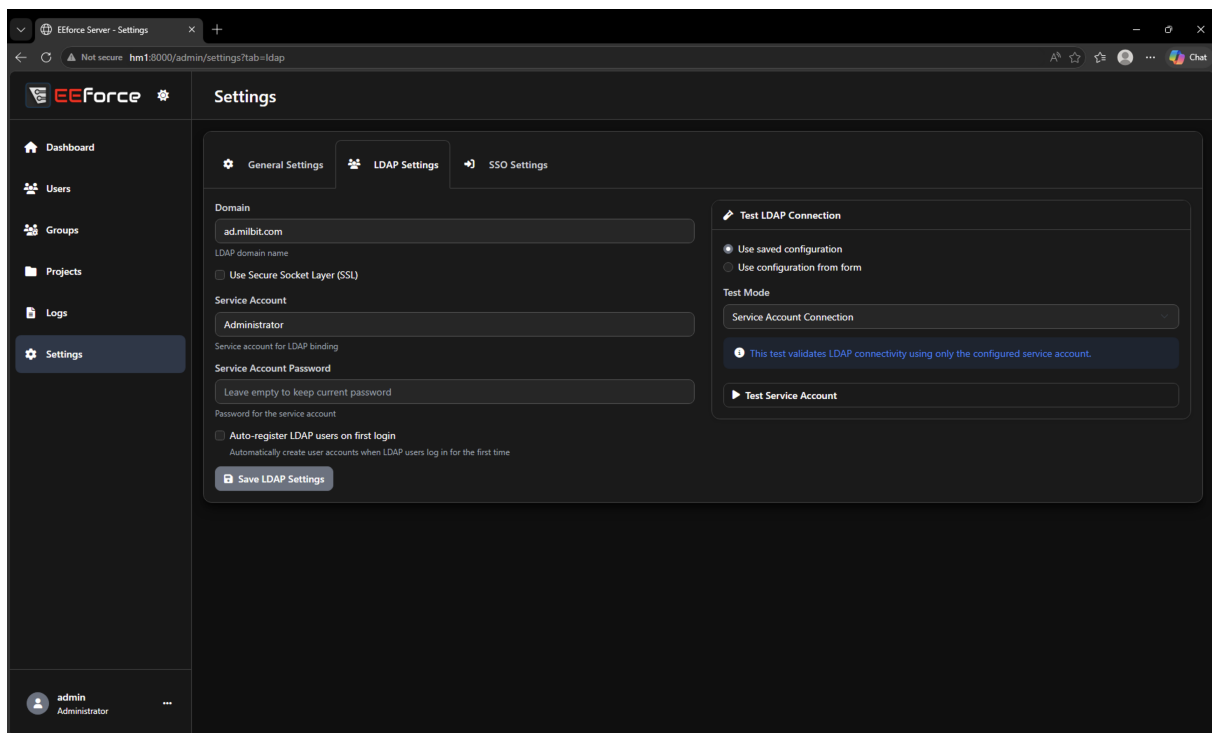 EEforce Server - Settings
Not secure hm1:8000/admin/settings?tab=ldap
Chat
EEForce
Settings
Dashboard
Users
Groups
Projects
Logs
Settings
General Settings
LDAP Settings
SSO Settings
Domain
ad.milbit.com
LDAP domain name
Use Secure Socket Layer (SSL)
Service Account
Administrator
Service account for LDAP binding
Service Account Password
Leave empty to keep current password
Password for the service account
Auto-register LDAP users on first login
Automatically create user accounts when LDAP users log in for the first time
Save LDAP Settings
Test LDAP Connection
Use saved configuration
Use configuration from form
Test Mode
Service Account Connection
This test validates LDAP connectivity using only the configured service account.
Test Service Account
admin
Administrator